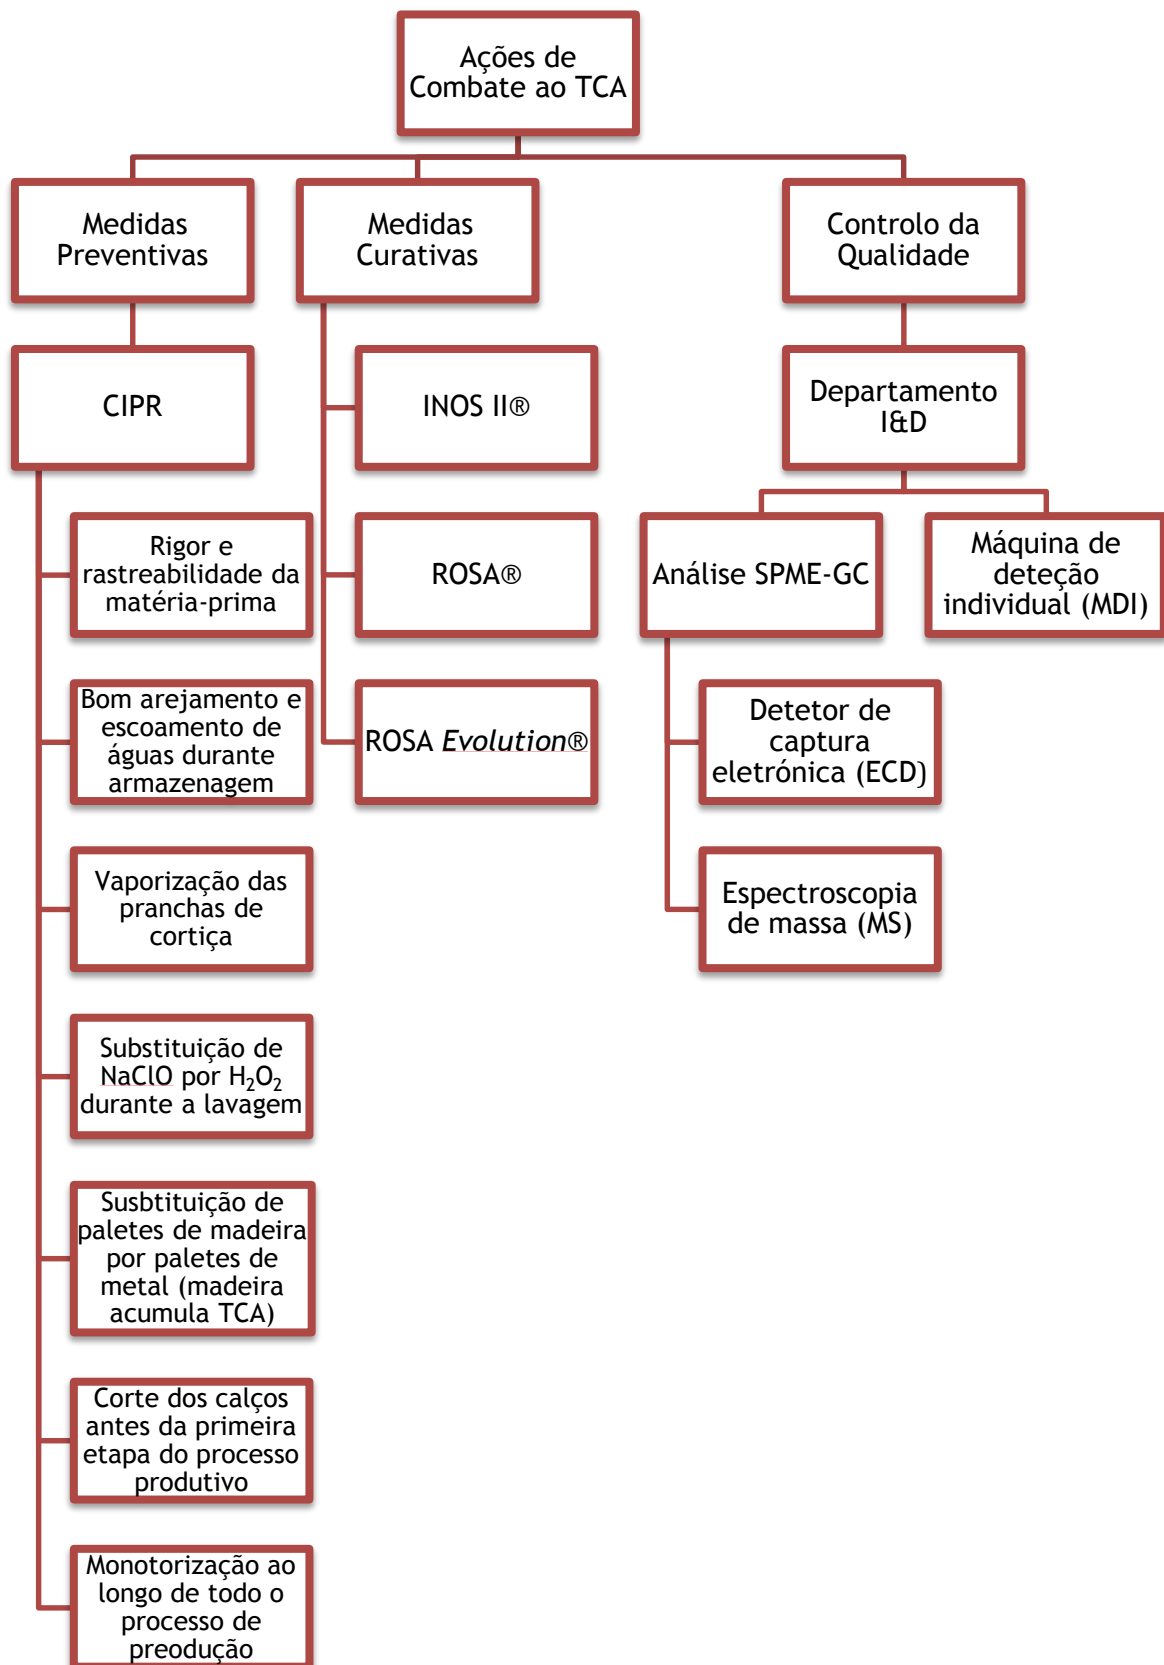 Ações de
Combate ao TCA
Medidas
Preventivas
Medidas
Curativas
Controlo da
Qualidade
CIPR
INOS II®
Departamento
I&D
Rigor e
rastreabilidade da
matéria-prima
ROSA®
Análise SPME-GC
Máquina de
deteção
individual (MDI)
Bom arejamento e
escoamento de
águas durante
armazenagem
ROSA Evolution®
Detetor de
captura
eletrónica (ECD)
Vaporização das
pranchas de
cortiça
Espectroscopia
de massa (MS)
Substituição de
NaClO por H₂O₂
durante a lavagem
Susbtituição de
paletes de madeira
por paletes de
metal (madeira
acumula TCA)
Corte dos calços
antes da primeira
etapa do processo
produtivo
Monotorização ao
longo de todo o
processo de
preodução